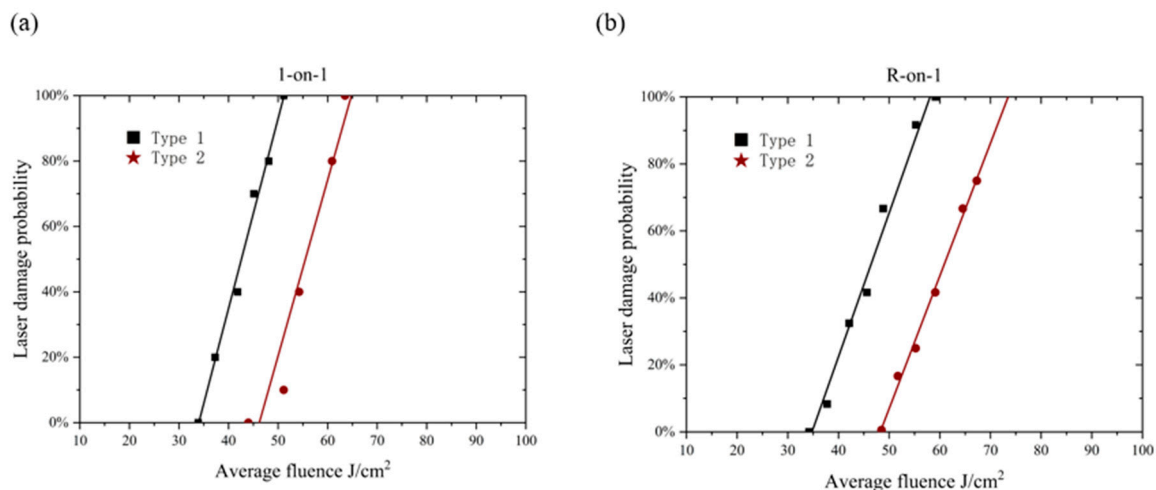 (a)
1-on-1
100%
80%
60%
40%
20%
0%
Laser damage probability
Type 1
Type 2
10 20 30 40 50 60 70 80 90 100
Average fluence J/cm²
(b)
R-on-1
100%
80%
60%
40%
20%
0%
Laser damage probability
Type 1
Type 2
10 20 30 40 50 60 70 80 90 100
Average fluence J/cm²